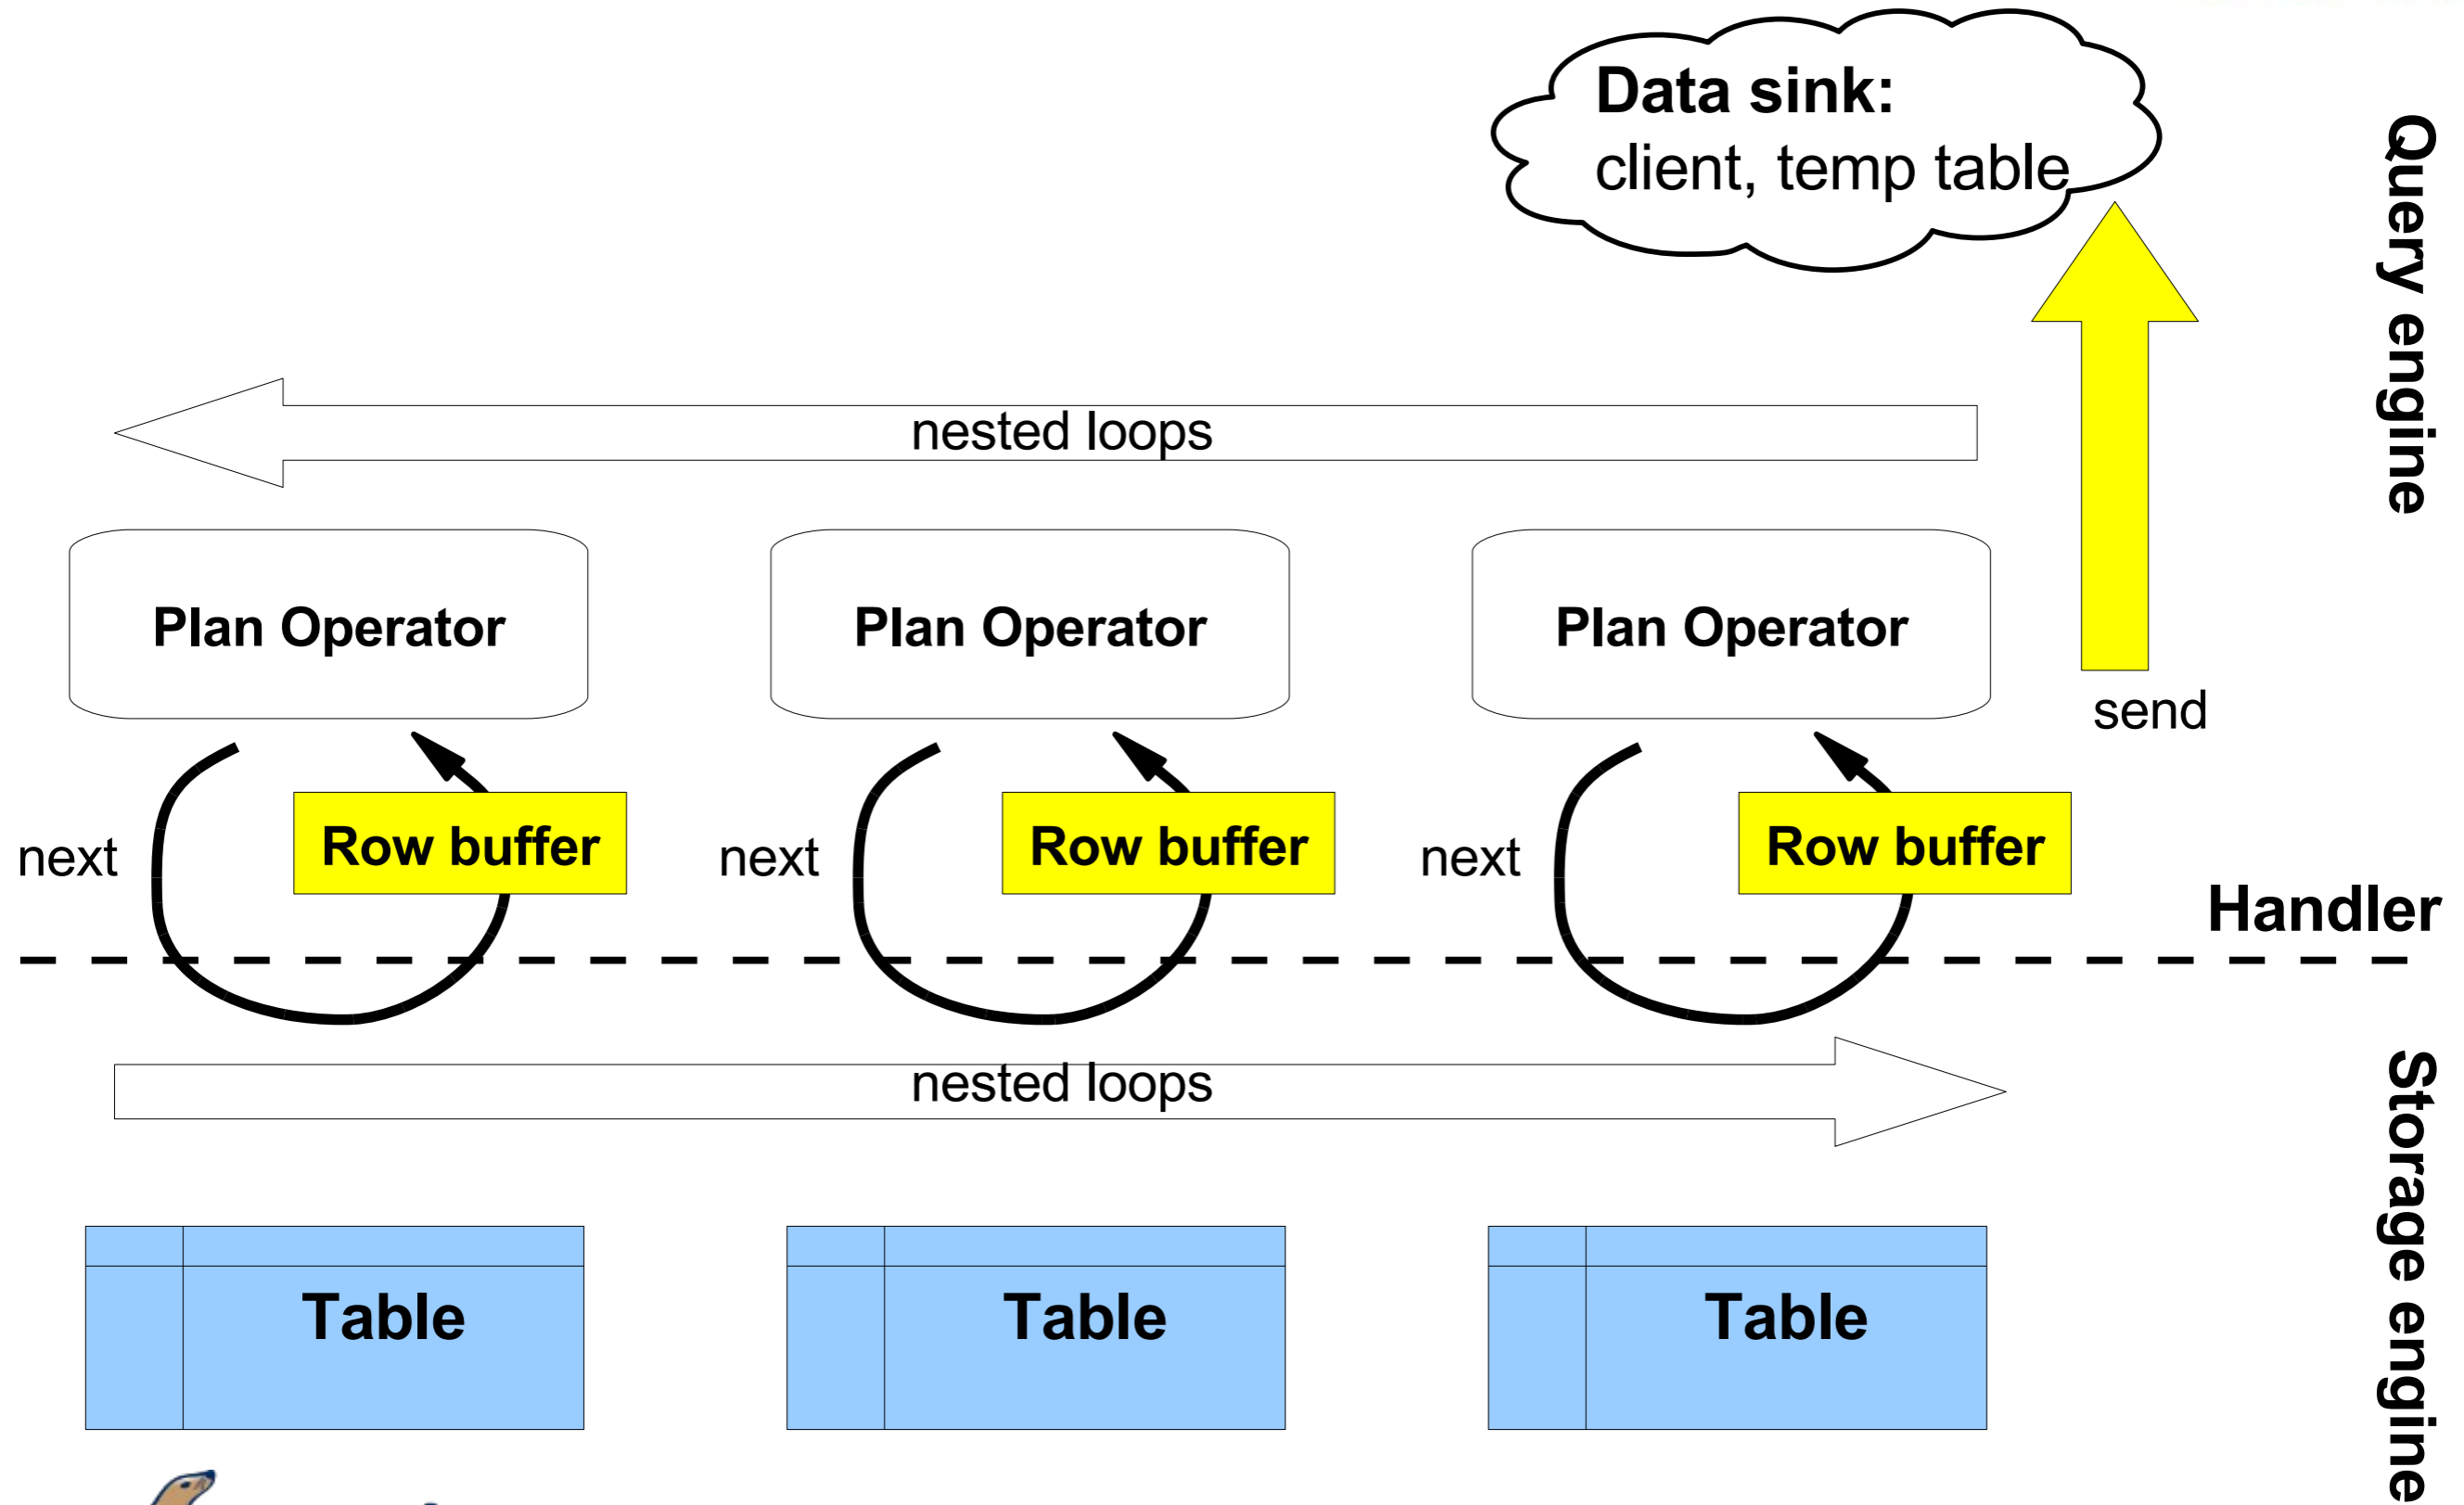 Data sink:
client, temp table
Query engine
nested loops
Plan Operator
Plan Operator
Plan Operator
send
next
Row buffer
next
Row buffer
next
Row buffer
Handler
nested loops
Storage engine
Table
Table
Table